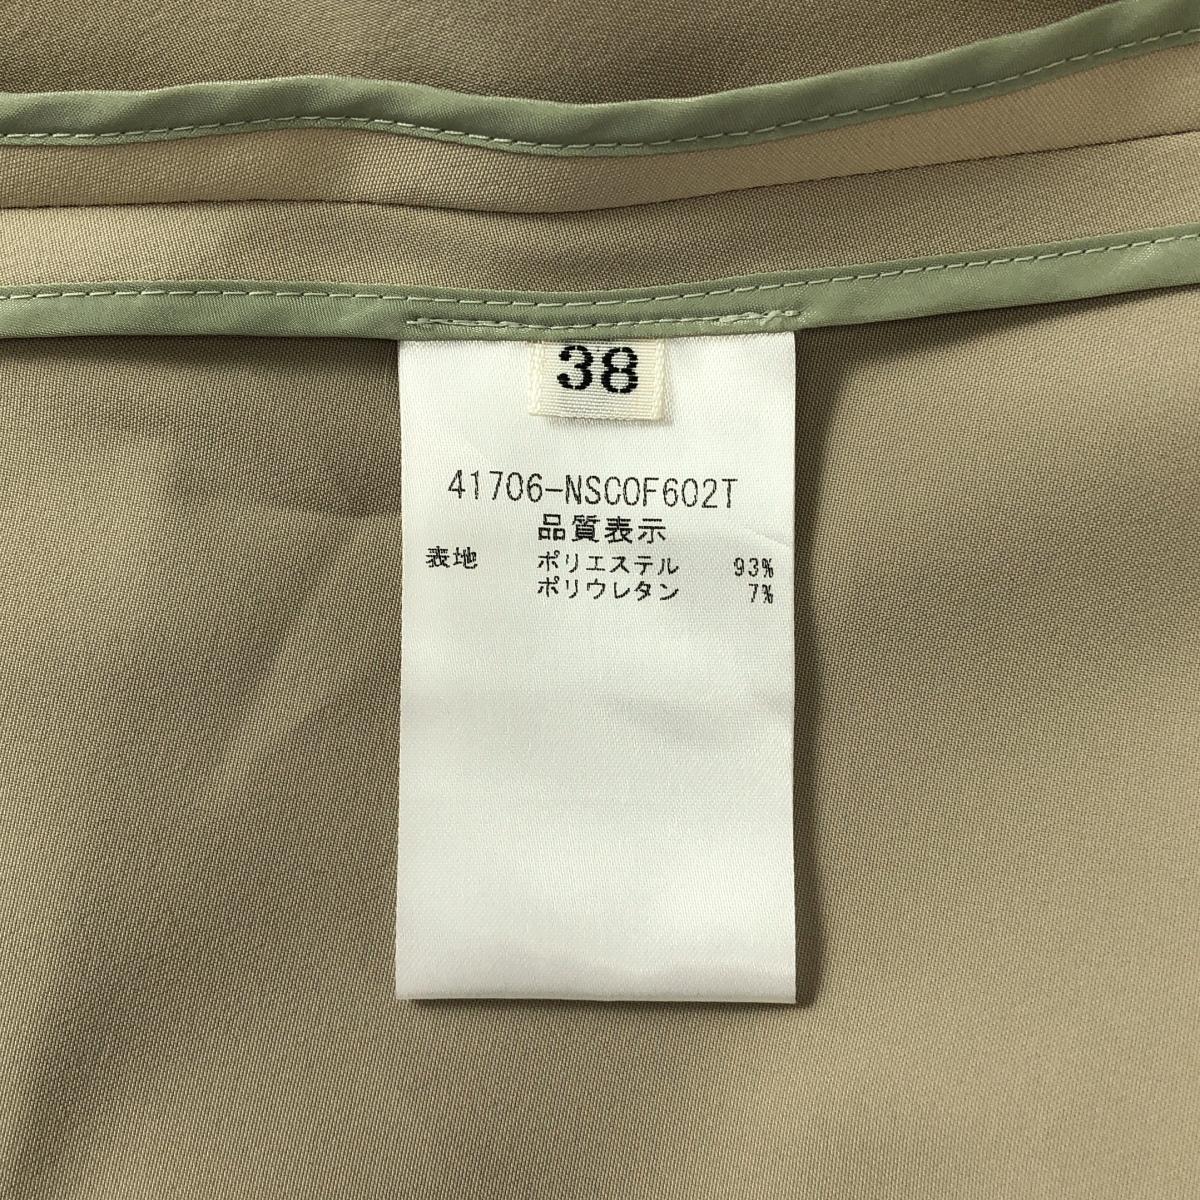 38
41706-NSCOF602T
品質表示
表地 ポリエステル 93%
ポリウレタン 7%